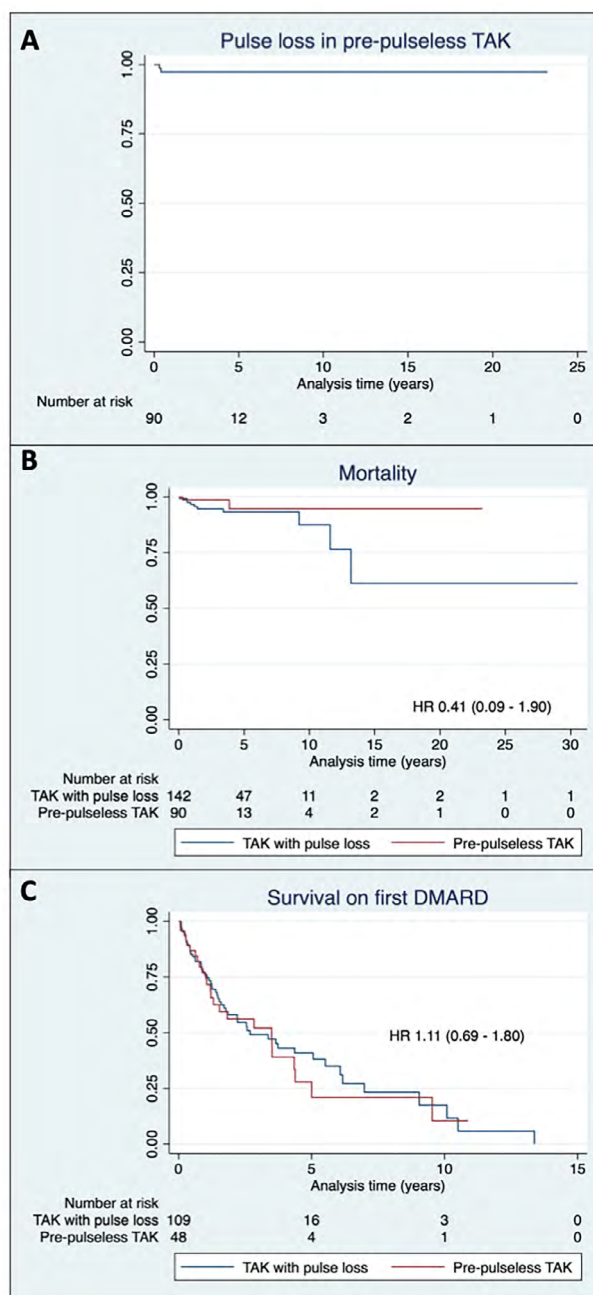 A
Pulse loss in pre-pulseless TAK
1.00
0.75
0.50
0.25
0.00
0 5 10 15 20 25
Analysis time (years)
Number at risk
90 12 3 2 1 0
B
Mortality
1.00
0.75
0.50
0.25
0.00
HR 0.41 (0.09 - 1.90)
0 5 10 15 20 25 30
Analysis time (years)
Number at risk
TAK with pulse loss 142 47 11 2 2 1 1
Pre-pulseless TAK 90 13 4 2 1 0 0
TAK with pulse loss Pre-pulseless TAK
C
Survival on first DMARD
1.00
0.75
0.50
0.25
0.00
HR 1.11 (0.69 - 1.80)
0 5 10 15
Analysis time (years)
Number at risk
TAK with pulse loss 109 16 3 0
Pre-pulseless TAK 48 4 1 0
TAK with pulse loss Pre-pulseless TAK